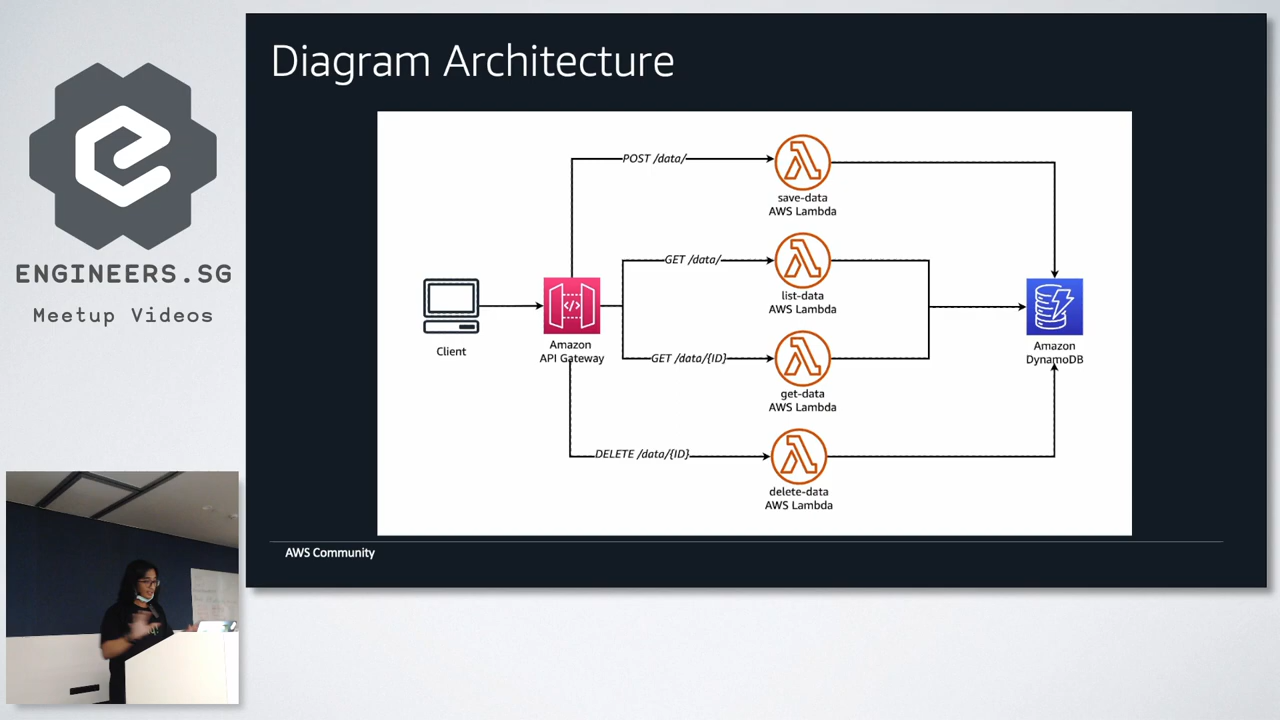 Diagram Architecture
ENGINEERS.SG
Meetup Videos
POST /data/
save-data
AWS Lambda
GET /data/
list-data
AWS Lambda
Client
Amazon
API Gateway
GET /data/{ID}
get-data
AWS Lambda
Amazon
DynamoDB
DELETE /data/{ID}
delete-data
AWS Lambda
AWS Community